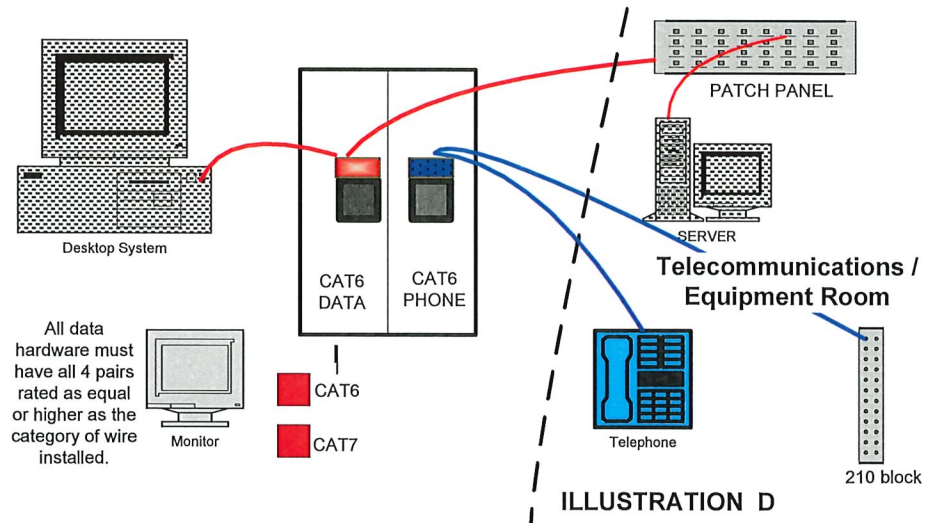 PATCH PANEL
Desktop System
SERVER
CAT6
DATA
CAT6
PHONE
Telecommunications /
Equipment Room
All data
hardware must
have all 4 pairs
rated as equal
or higher as the
category of wire
installed.
Monitor
CAT6
CAT7
Telephone
210 block
ILLUSTRATION D